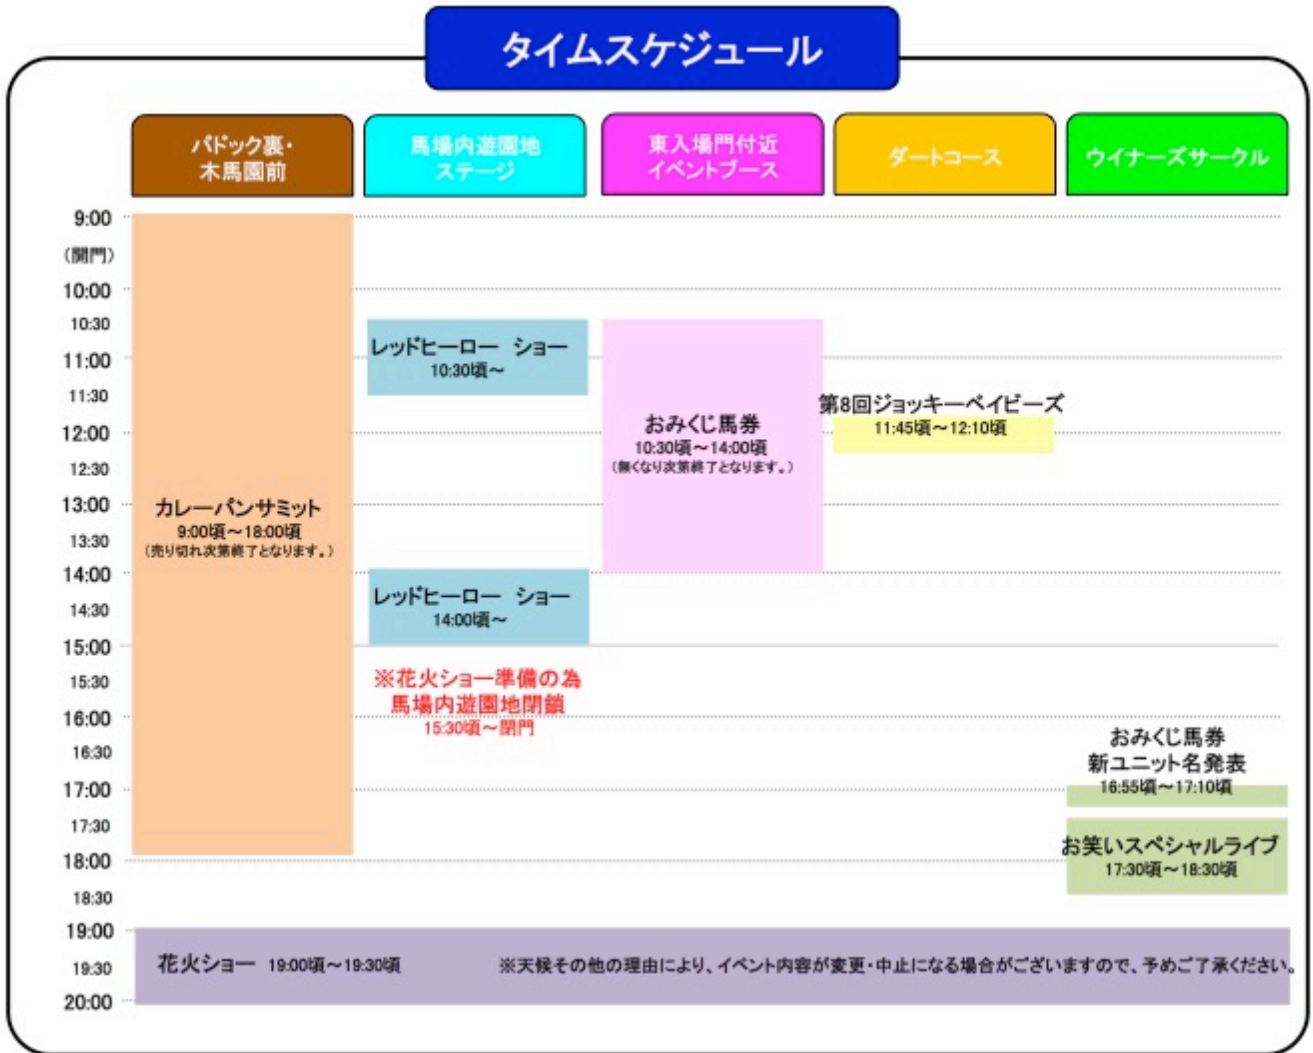 タイムスケジュール
パドック裏・
木馬園前
馬場内遊園地
ステージ
東入場門付近
イベントブース
ダートコース
ウイナーズサークル
9:00
(開門)
10:00
10:30
11:00
11:30
12:00
12:30
13:00
13:30
14:00
14:30
15:00
15:30
16:00
16:30
17:00
17:30
18:00
18:30
19:00
19:30
20:00
カレーパンサミット
9:00頃～18:00頃
(売り切れ次第終了となります。)
レッドヒーロー ショー
10:30頃～
レッドヒーロー ショー
14:00頃～
※花火ショー準備の為
馬場内遊園地閉鎖
15:30頃～閉門
おみくじ馬券
10:30頃～14:00頃
(無くなり次第終了となります。)
第8回ジョッキーベイビーズ
11:45頃～12:10頃
おみくじ馬券
新ユニット名発表
16:55頃～17:10頃
お笑いスペシャルライブ
17:30頃～18:30頃
花火ショー 19:00頃～19:30頃
※天候その他の理由により、イベント内容が変更・中止になる場合がございますので、予めご了承ください。